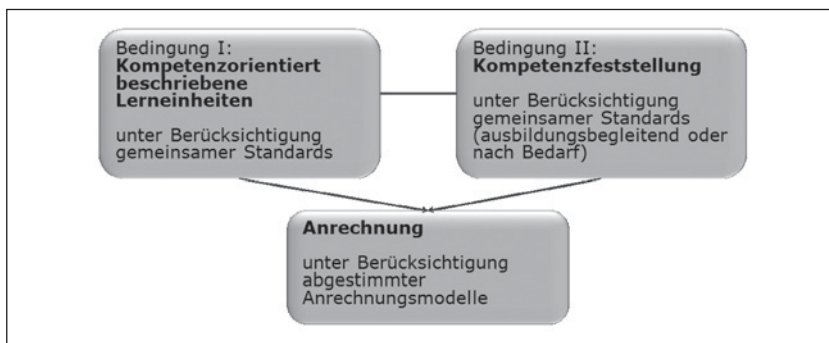 Bedingung I:
Kompetenzorientiert
beschriebene
Lerneinheiten
unter Berücksichtigung
gemeinsamer Standards
Bedingung II:
Kompetenzfeststellung
unter Berücksichtigung
gemeinsamer Standards
(ausbildungsbegleitend oder
nach Bedarf)
Anrechnung
unter Berücksichtigung
abgestimmter
Anrechnungsmodelle